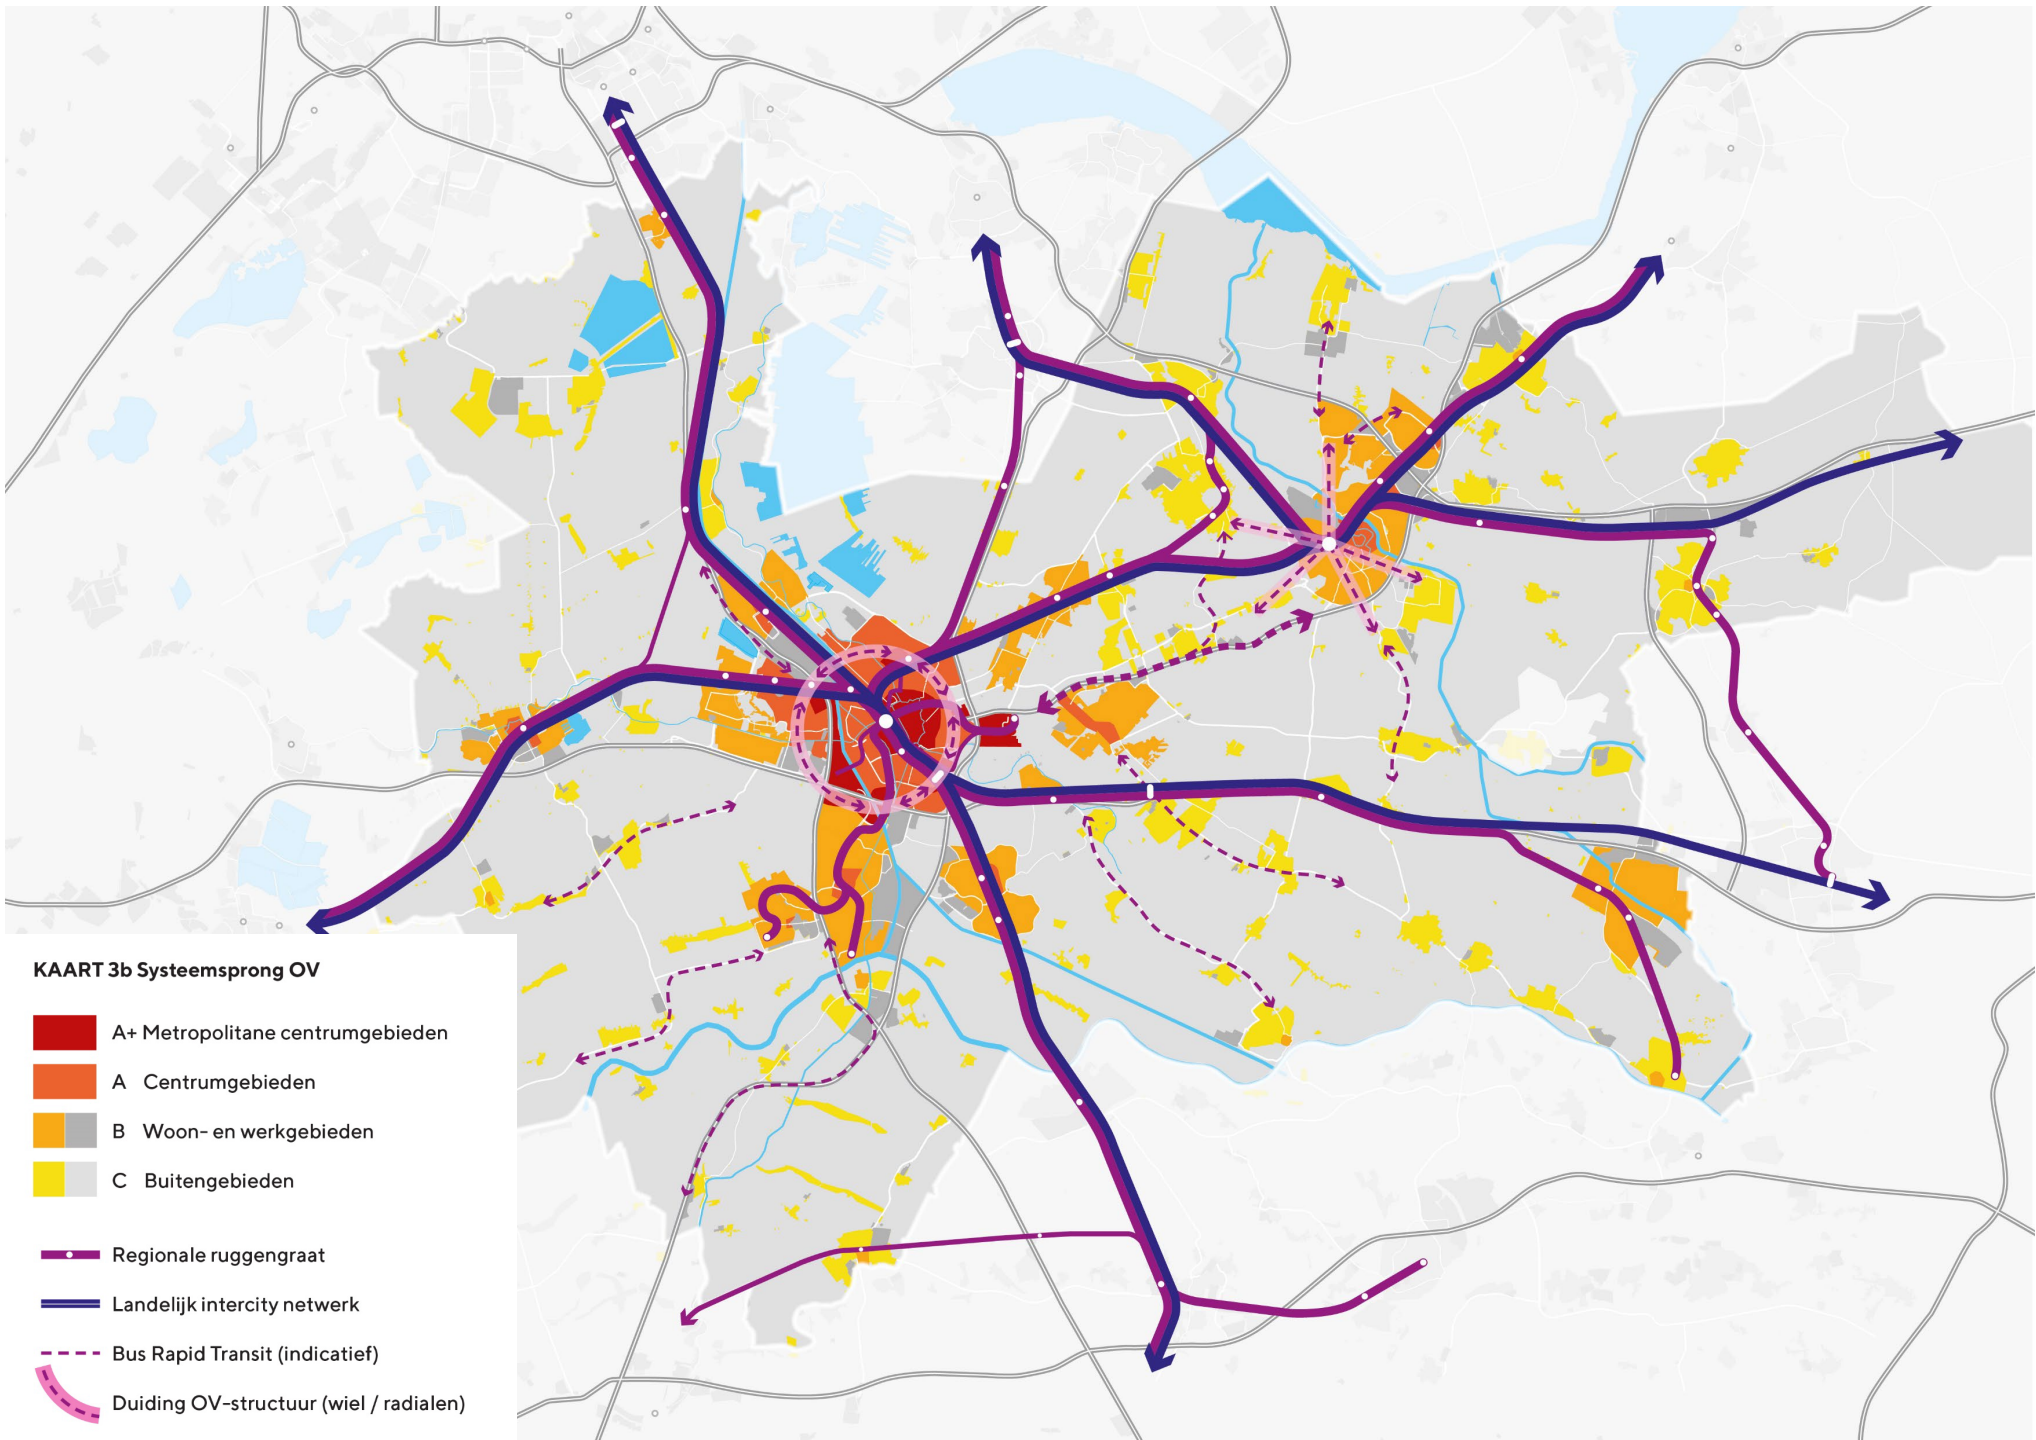 KAART 3b Systeemsprong OV
A+ Metropolitane centrumgebieden
A Centrumgebieden
B Woon- en werkgebieden
C Buitengebieden
Regionale ruggengraat
Landelijk intercity netwerk
Bus Rapid Transit (indicatief)
Duiding OV-structuur (wiel / radialen)